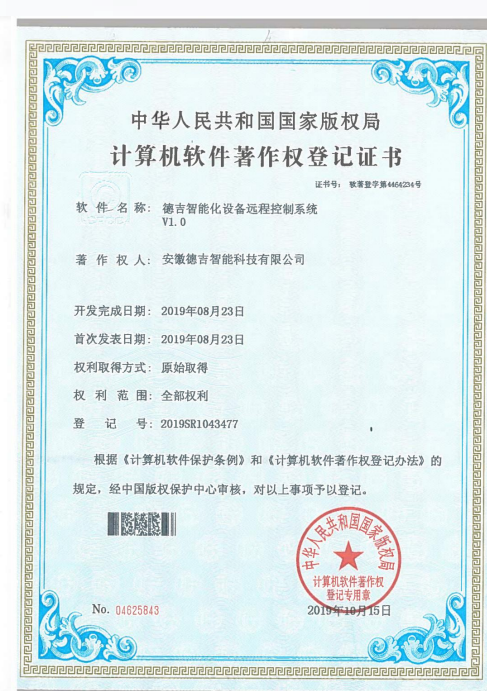 中华人民共和国国家版权局
计算机软件著作权登记证书
证书号： 软著登字第4464234号
软件名称： 德吉智能化设备远程控制系统
V1.0
著作权人： 安徽德吉智能科技有限公司
开发完成日期： 2019年08月23日
首次发表日期： 2019年08月23日
权利取得方式： 原始取得
权利范围： 全部权利
登记号： 2019SR1043477
根据《计算机软件保护条例》和《计算机软件著作权登记办法》的
规定，经中国版权保护中心审核，对以上事项予以登记。
中华人民共和国国家版权局
计算机软件著作权
登记专用章
No. 04625843
2019年10月15日